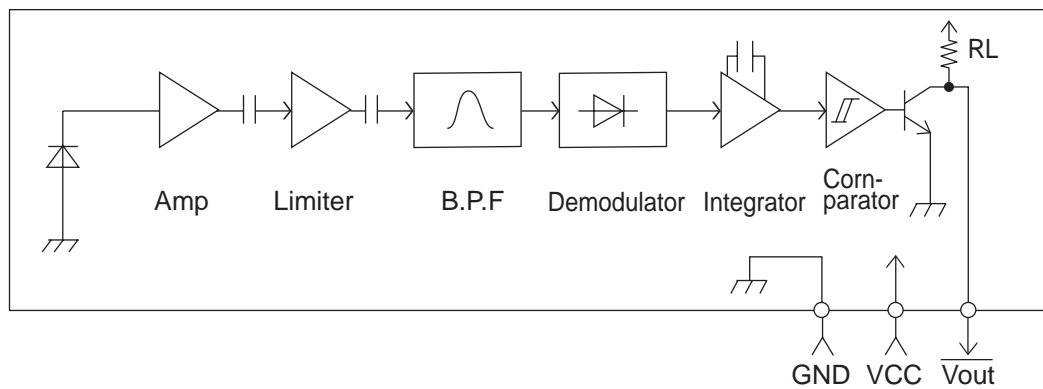 RL
Amp
Limiter
B.P.F
Demodulator
Integrator
Corn-
parator
GND
VCC
Vout